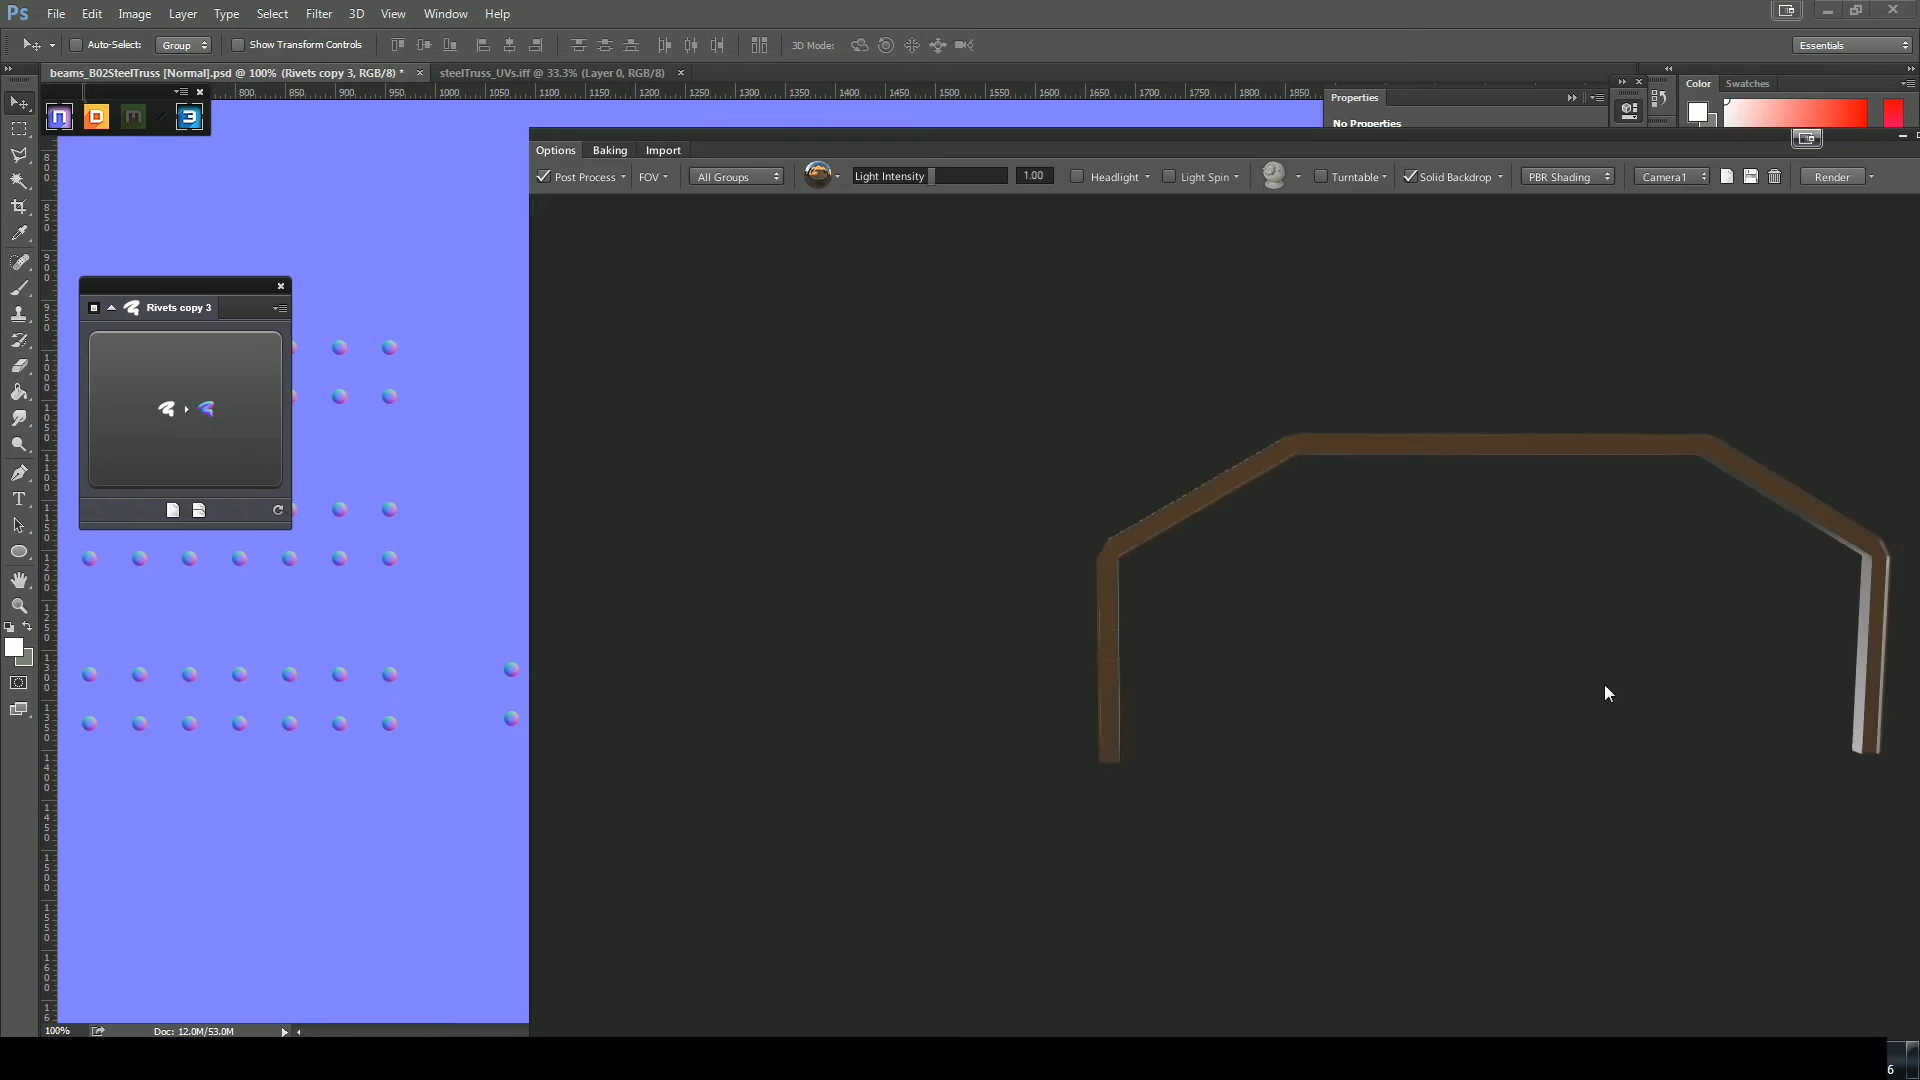 Ps File Edit Image Layer Type Select Filter 3D View Window Help
Auto-Select: Group Show Transform Controls 3D Mode: Essentials
beams_B02SteelTruss [Normal].psd @ 100% (Rivets copy 3, RGB/8) * × steelTruss_UVs.iff @ 33.3% (Layer 0, RGB/8) ×
800 850 900 950 1000 1050 1100 1150 1200 1250 1300 1350 1400 1450 1500 1550 1600 1650 1700 1750 1800 1850
Color Swatches
Properties
No Properties
n D m 3
Options Baking Import
Post Process FOV All Groups Light Intensity 1.00 Headlight Light Spin Turntable Solid Backdrop PBR Shading Camera1 Render
Rivets copy 3
T
100% Doc: 12.0M/53.0M
6